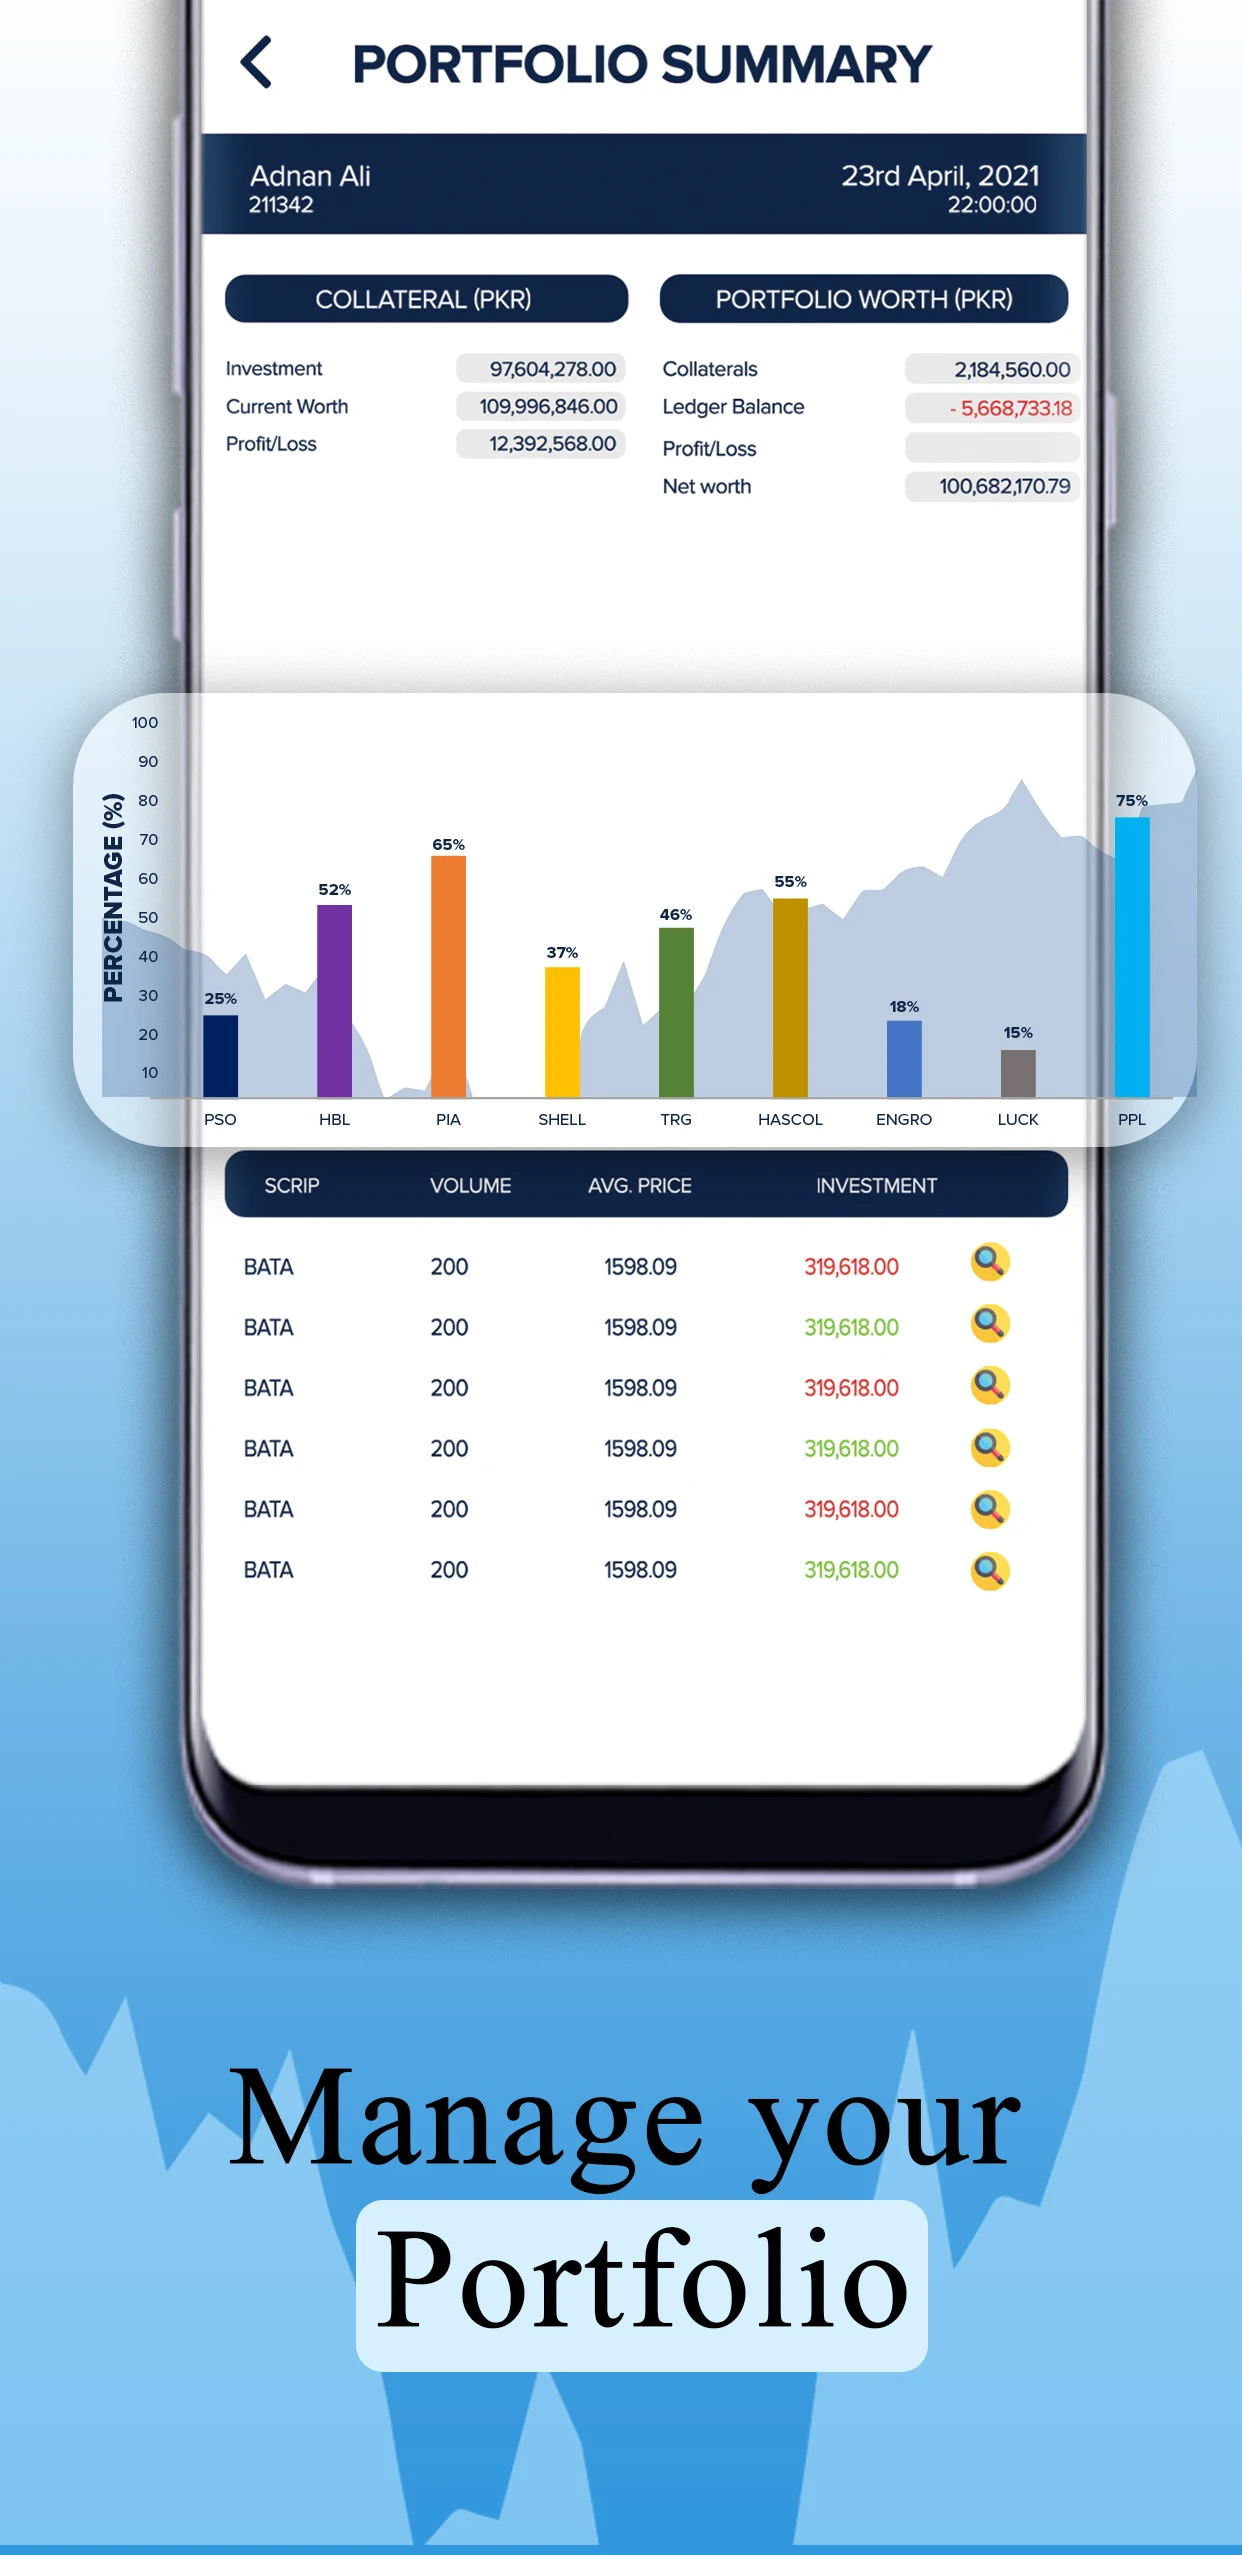 PORTFOLIO SUMMARY
Adnan Ali
211342
23rd April, 2021
22:00:00
COLLATERAL (PKR)
Investment 97,604,278.00
Current Worth 109,996,846.00
Profit/Loss 12,392,568.00
PORTFOLIO WORTH (PKR)
Collaterals 2,184,560.00
Ledger Balance - 5,668,733.18
Profit/Loss
Net worth 100,682,170.79
PERCENTAGE (%)
100
90
80
70
60
50
40
30
20
10
25%
52%
65%
37%
46%
55%
18%
15%
75%
PSO HBL PIA SHELL TRG HASCOL ENGRO LUCK PPL
SCRIP VOLUME AVG. PRICE INVESTMENT
BATA 200 1598.09 319,618.00
BATA 200 1598.09 319,618.00
BATA 200 1598.09 319,618.00
BATA 200 1598.09 319,618.00
BATA 200 1598.09 319,618.00
BATA 200 1598.09 319,618.00
Manage your
Portfolio